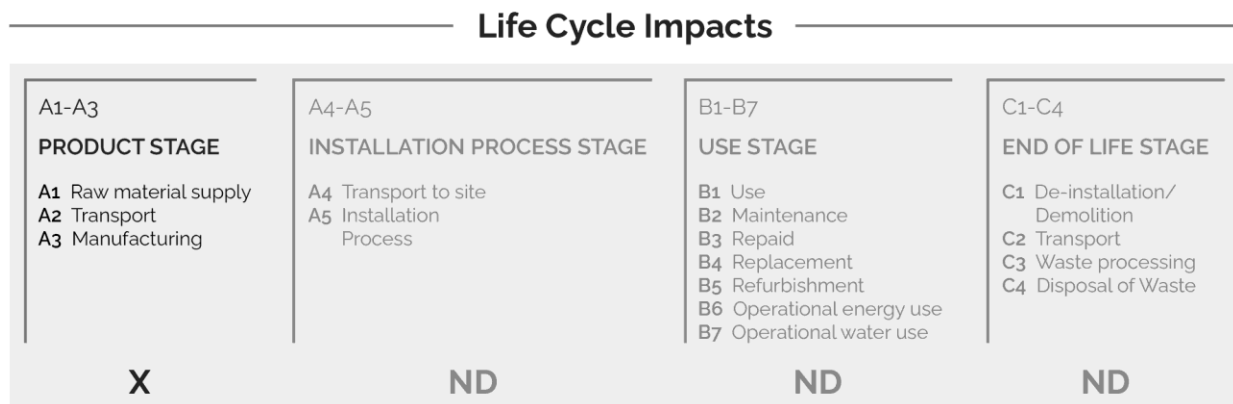 Life Cycle Impacts
A1-A3
PRODUCT STAGE
A1 Raw material supply
A2 Transport
A3 Manufacturing
X
A4-A5
INSTALLATION PROCESS STAGE
A4 Transport to site
A5 Installation
Process
ND
B1-B7
USE STAGE
B1 Use
B2 Maintenance
B3 Repaid
B4 Replacement
B5 Refurbishment
B6 Operational energy use
B7 Operational water use
ND
C1-C4
END OF LIFE STAGE
C1 De-installation/
Demolition
C2 Transport
C3 Waste processing
C4 Disposal of Waste
ND